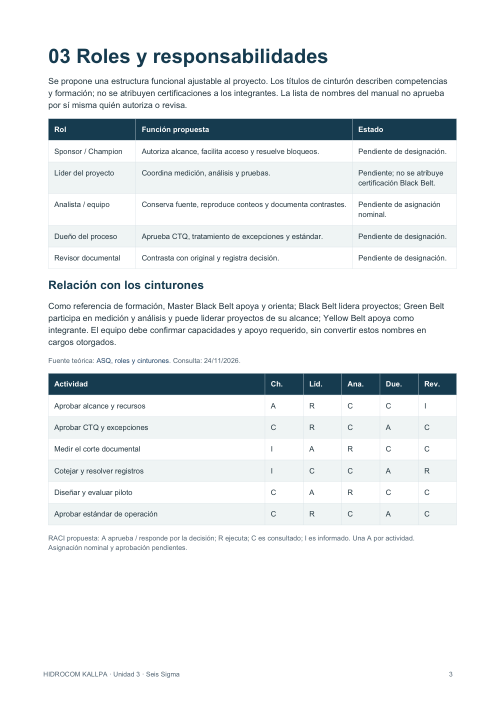 03 Roles y responsabilidades
Se propone una estructura funcional ajustable al proyecto. Los títulos de cinturón describen competencias
y formación; no se atribuyen certificaciones a los integrantes. La lista de nombres del manual no aprueba
por sí misma quién autoriza o revisa.
Rol Función propuesta Estado
Sponsor / Champion Autoriza alcance, facilita acceso y resuelve bloqueos. Pendiente de designación.
Líder del proyecto Coordina medición, análisis y pruebas. Pendiente; no se atribuye
certificación Black Belt.
Analista / equipo Conserva fuente, reproduce conteos y documenta contrastes. Pendiente de asignación
nominal.
Dueño del proceso Aprueba CTQ, tratamiento de excepciones y estándar. Pendiente de designación.
Revisor documental Contrasta con original y registra decisión. Pendiente de designación.
Relación con los cinturones
Como referencia de formación, Master Black Belt apoya y orienta; Black Belt lidera proyectos; Green Belt
participa en medición y análisis y puede liderar proyectos de su alcance; Yellow Belt apoya como
integrante. El equipo debe confirmar capacidades y apoyo requerido, sin convertir estos nombres en
cargos otorgados.
Fuente teórica: ASQ, roles y cinturones. Consulta: 24/11/2026.
Actividad Ch. Líd. Ana. Due. Rev.
Aprobar alcance y recursos A R C C I
Aprobar CTQ y excepciones C R C A C
Medir el corte documental I A R C C
Cotejar y resolver registros I C C A R
Diseñar y evaluar piloto C A R C C
Aprobar estándar de operación C R C A C
RACI propuesta: A aprueba / responde por la decisión; R ejecuta; C es consultado; I es informado. Una A por actividad.
Asignación nominal y aprobación pendientes.
HIDROCOM KALLPA · Unidad 3 · Seis Sigma 3